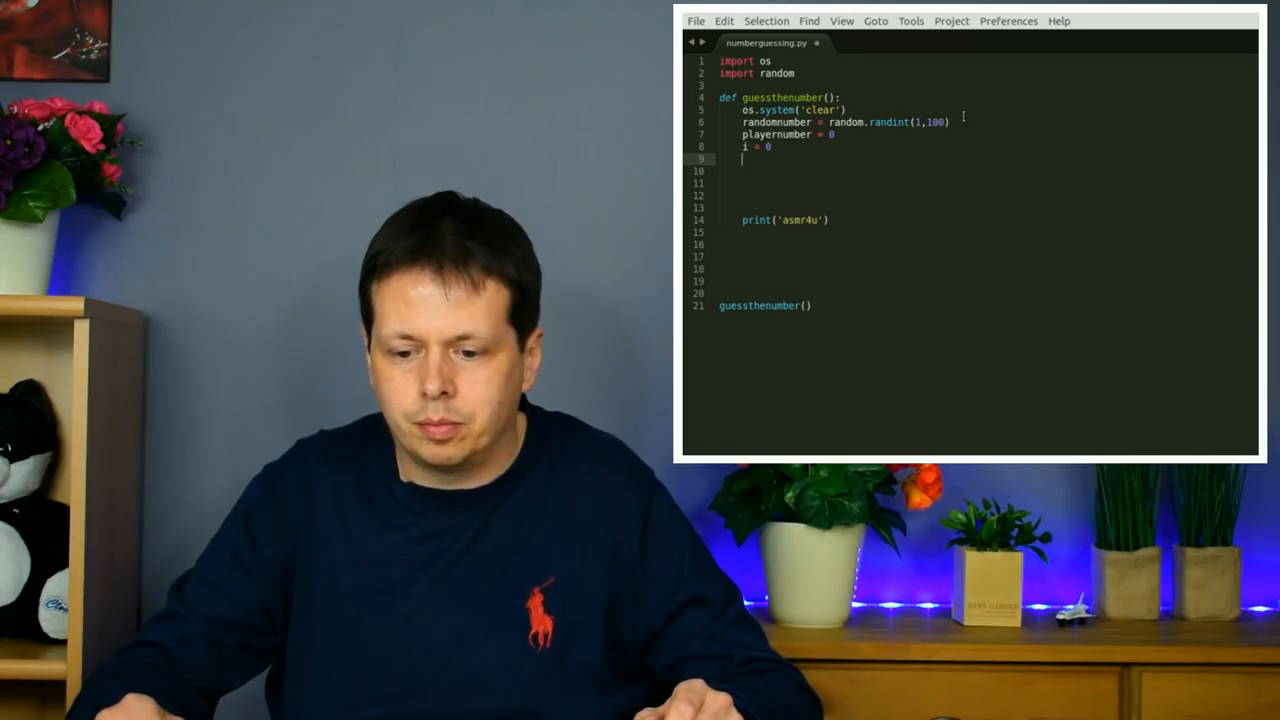 File Edit Selection Find View Goto Tools Project Preferences Help
numberguessing.py
1 import os
2 import random
3
4 def guessthenumber():
5 os.system('clear')
6 randomnumber = random.randint(1,100)
7 playernumber = 0
8 i = 0
9
10
11
12
13
14 print('asmr4u')
15
16
17
18
19
20
21 guessthenumber()
HERB GARDEN